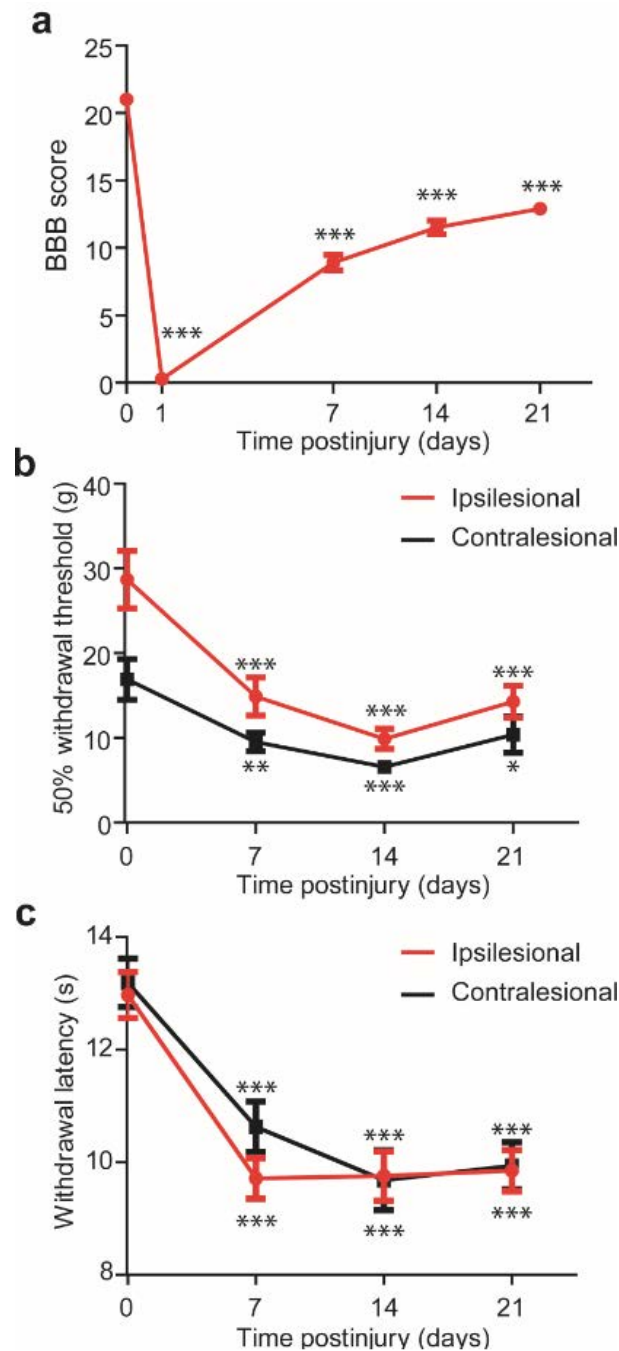 a
25
20
15
10
5
0
BBB score
***
***
***
***
0 1 7 14 21
Time postinjury (days)
b
40
30
20
10
0
50% withdrawal threshold (g)
Ipsilesional
Contralesional
*** *** ***
** *** *
0 7 14 21
Time postinjury (days)
c
14
12
10
8
Withdrawal latency (s)
Ipsilesional
Contralesional
*** *** ***
*** *** ***
0 7 14 21
Time postinjury (days)